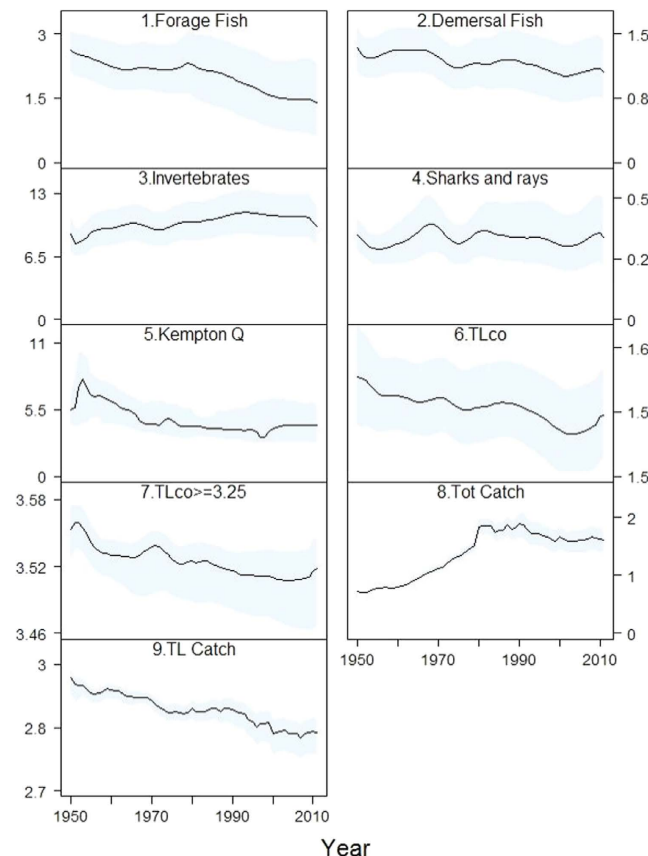 1.Forage Fish
3
1.5
0
2.Demersal Fish
1.5
0.8
0
3.Invertebrates
13
6.5
0
4.Sharks and rays
0.5
0.2
0
5.Kempton Q
11
5.5
0
6.TLco
1.6
1.5
1.5
7.TLco>=3.25
3.58
3.52
3.46
8.Tot Catch
2
1
0
1950 1970 1990 2010
9.TL Catch
3
2.8
2.7
1950 1970 1990 2010
Year